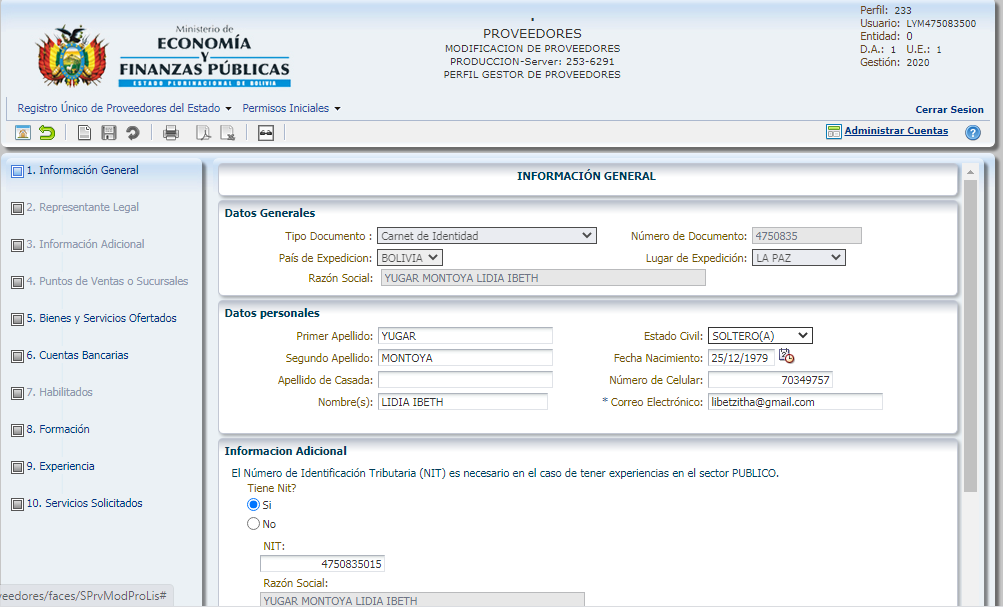 Ministerio de
ECONOMÍA
Y
FINANZAS PÚBLICAS
ESTADO PLURINACIONAL DE BOLIVIA
PROVEEDORES
MODIFICACION DE PROVEEDORES
PRODUCCION-Server: 253-6291
PERFIL GESTOR DE PROVEEDORES
Perfil: 233
Usuario: LYM475083500
Entidad: 0
D.A.: 1 U.E.: 1
Gestión: 2020
Registro Único de Proveedores del Estado Permisos Iniciales
Cerrar Sesion
Administrar Cuentas
1. Información General
2. Representante Legal
3. Información Adicional
4. Puntos de Ventas o Sucursales
5. Bienes y Servicios Ofertados
6. Cuentas Bancarias
7. Habilitados
8. Formación
9. Experiencia
10. Servicios Solicitados
INFORMACIÓN GENERAL
Datos Generales
Tipo Documento : Carnet de Identidad Número de Documento: 4750835
País de Expedicion: BOLIVIA Lugar de Expedición: LA PAZ
Razón Social: YUGAR MONTOYA LIDIA IBETH
Datos personales
Primer Apellido: YUGAR Estado Civil: SOLTERO(A)
Segundo Apellido: MONTOYA Fecha Nacimiento: 25/12/1979
Apellido de Casada: Número de Celular: 70349757
Nombre(s): LIDIA IBETH * Correo Electrónico: libetzitha@gmail.com
Informacion Adicional
El Número de Identificación Tributaria (NIT) es necesario en el caso de tener experiencias en el sector PUBLICO.
Tiene Nit?
Si
No
NIT:
4750835015
Razón Social:
YUGAR MONTOYA LIDIA IBETH
veedores/faces/SPrvModProLis#